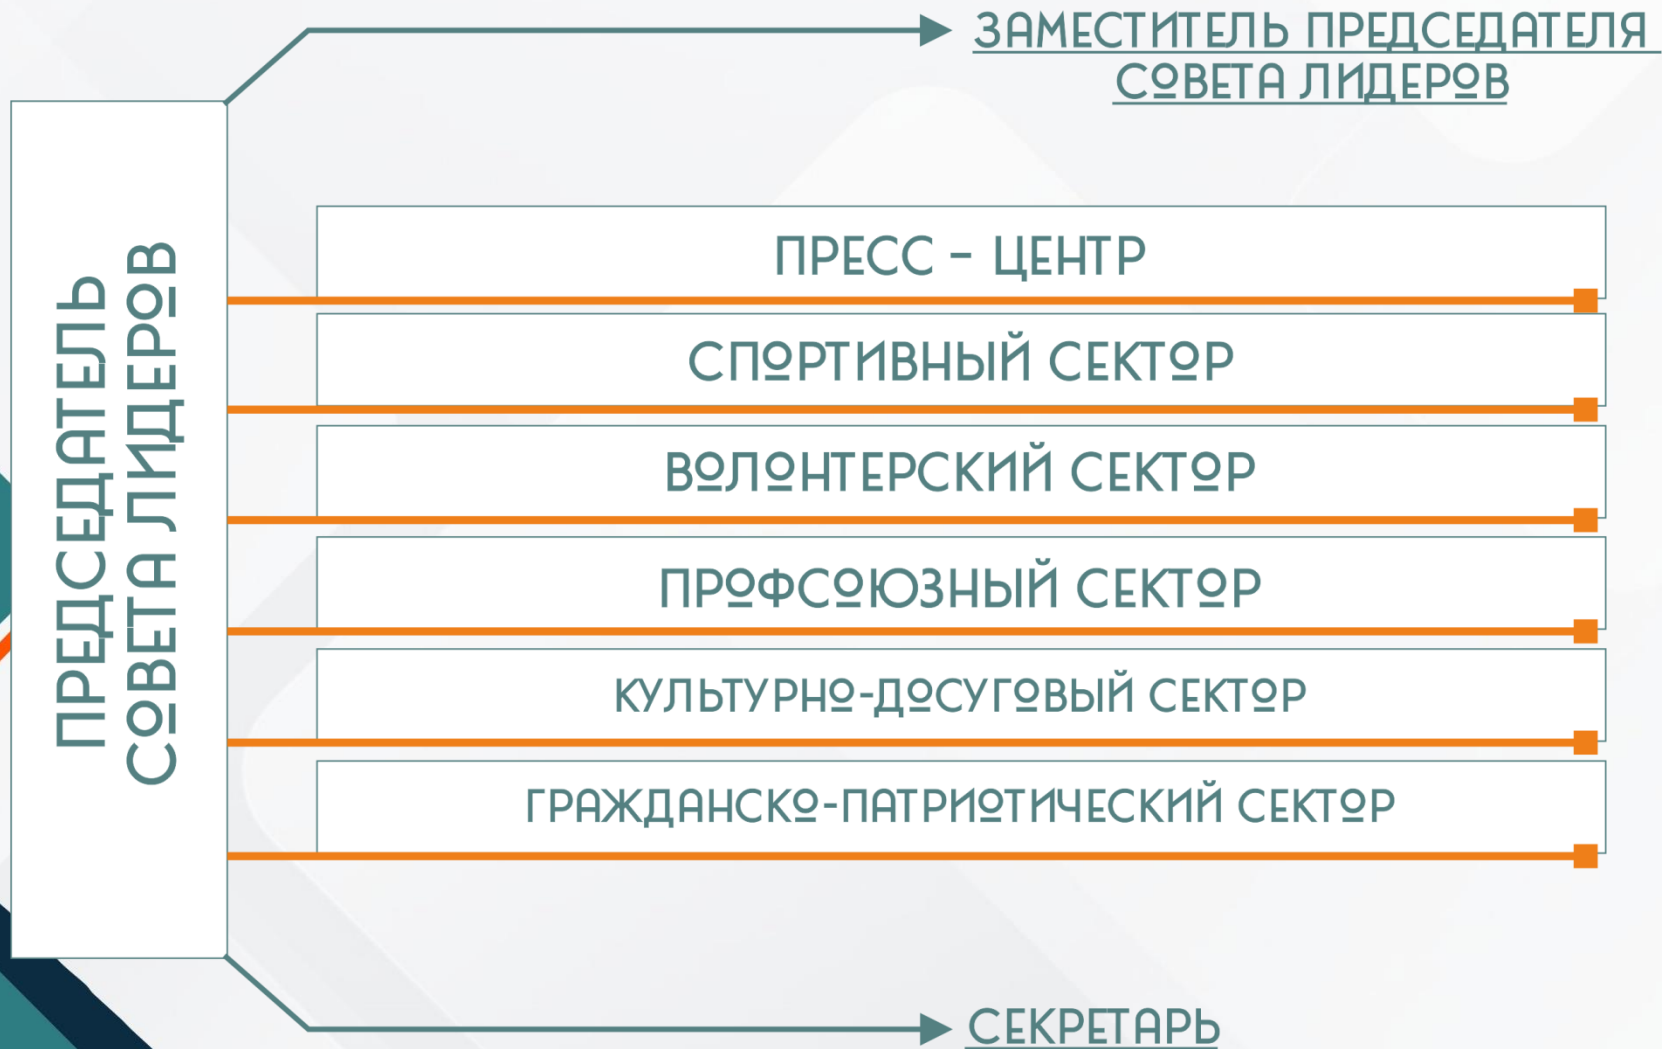 ЗАМЕСТИТЕЛЬ ПРЕДСЕДАТЕЛЯ
СОВЕТА ЛИДЕРОВ
ПРЕДСЕДАТЕЛЬ
СОВЕТА ЛИДЕРОВ
ПРЕСС - ЦЕНТР
СПОРТИВНЫЙ СЕКТОР
ВОЛОНТЕРСКИЙ СЕКТОР
ПРОФСОЮЗНЫЙ СЕКТОР
КУЛЬТУРНО-ДОСУГОВЫЙ СЕКТОР
ГРАЖДАНСКО-ПАТРИОТИЧЕСКИЙ СЕКТОР
СЕКРЕТАРЬ